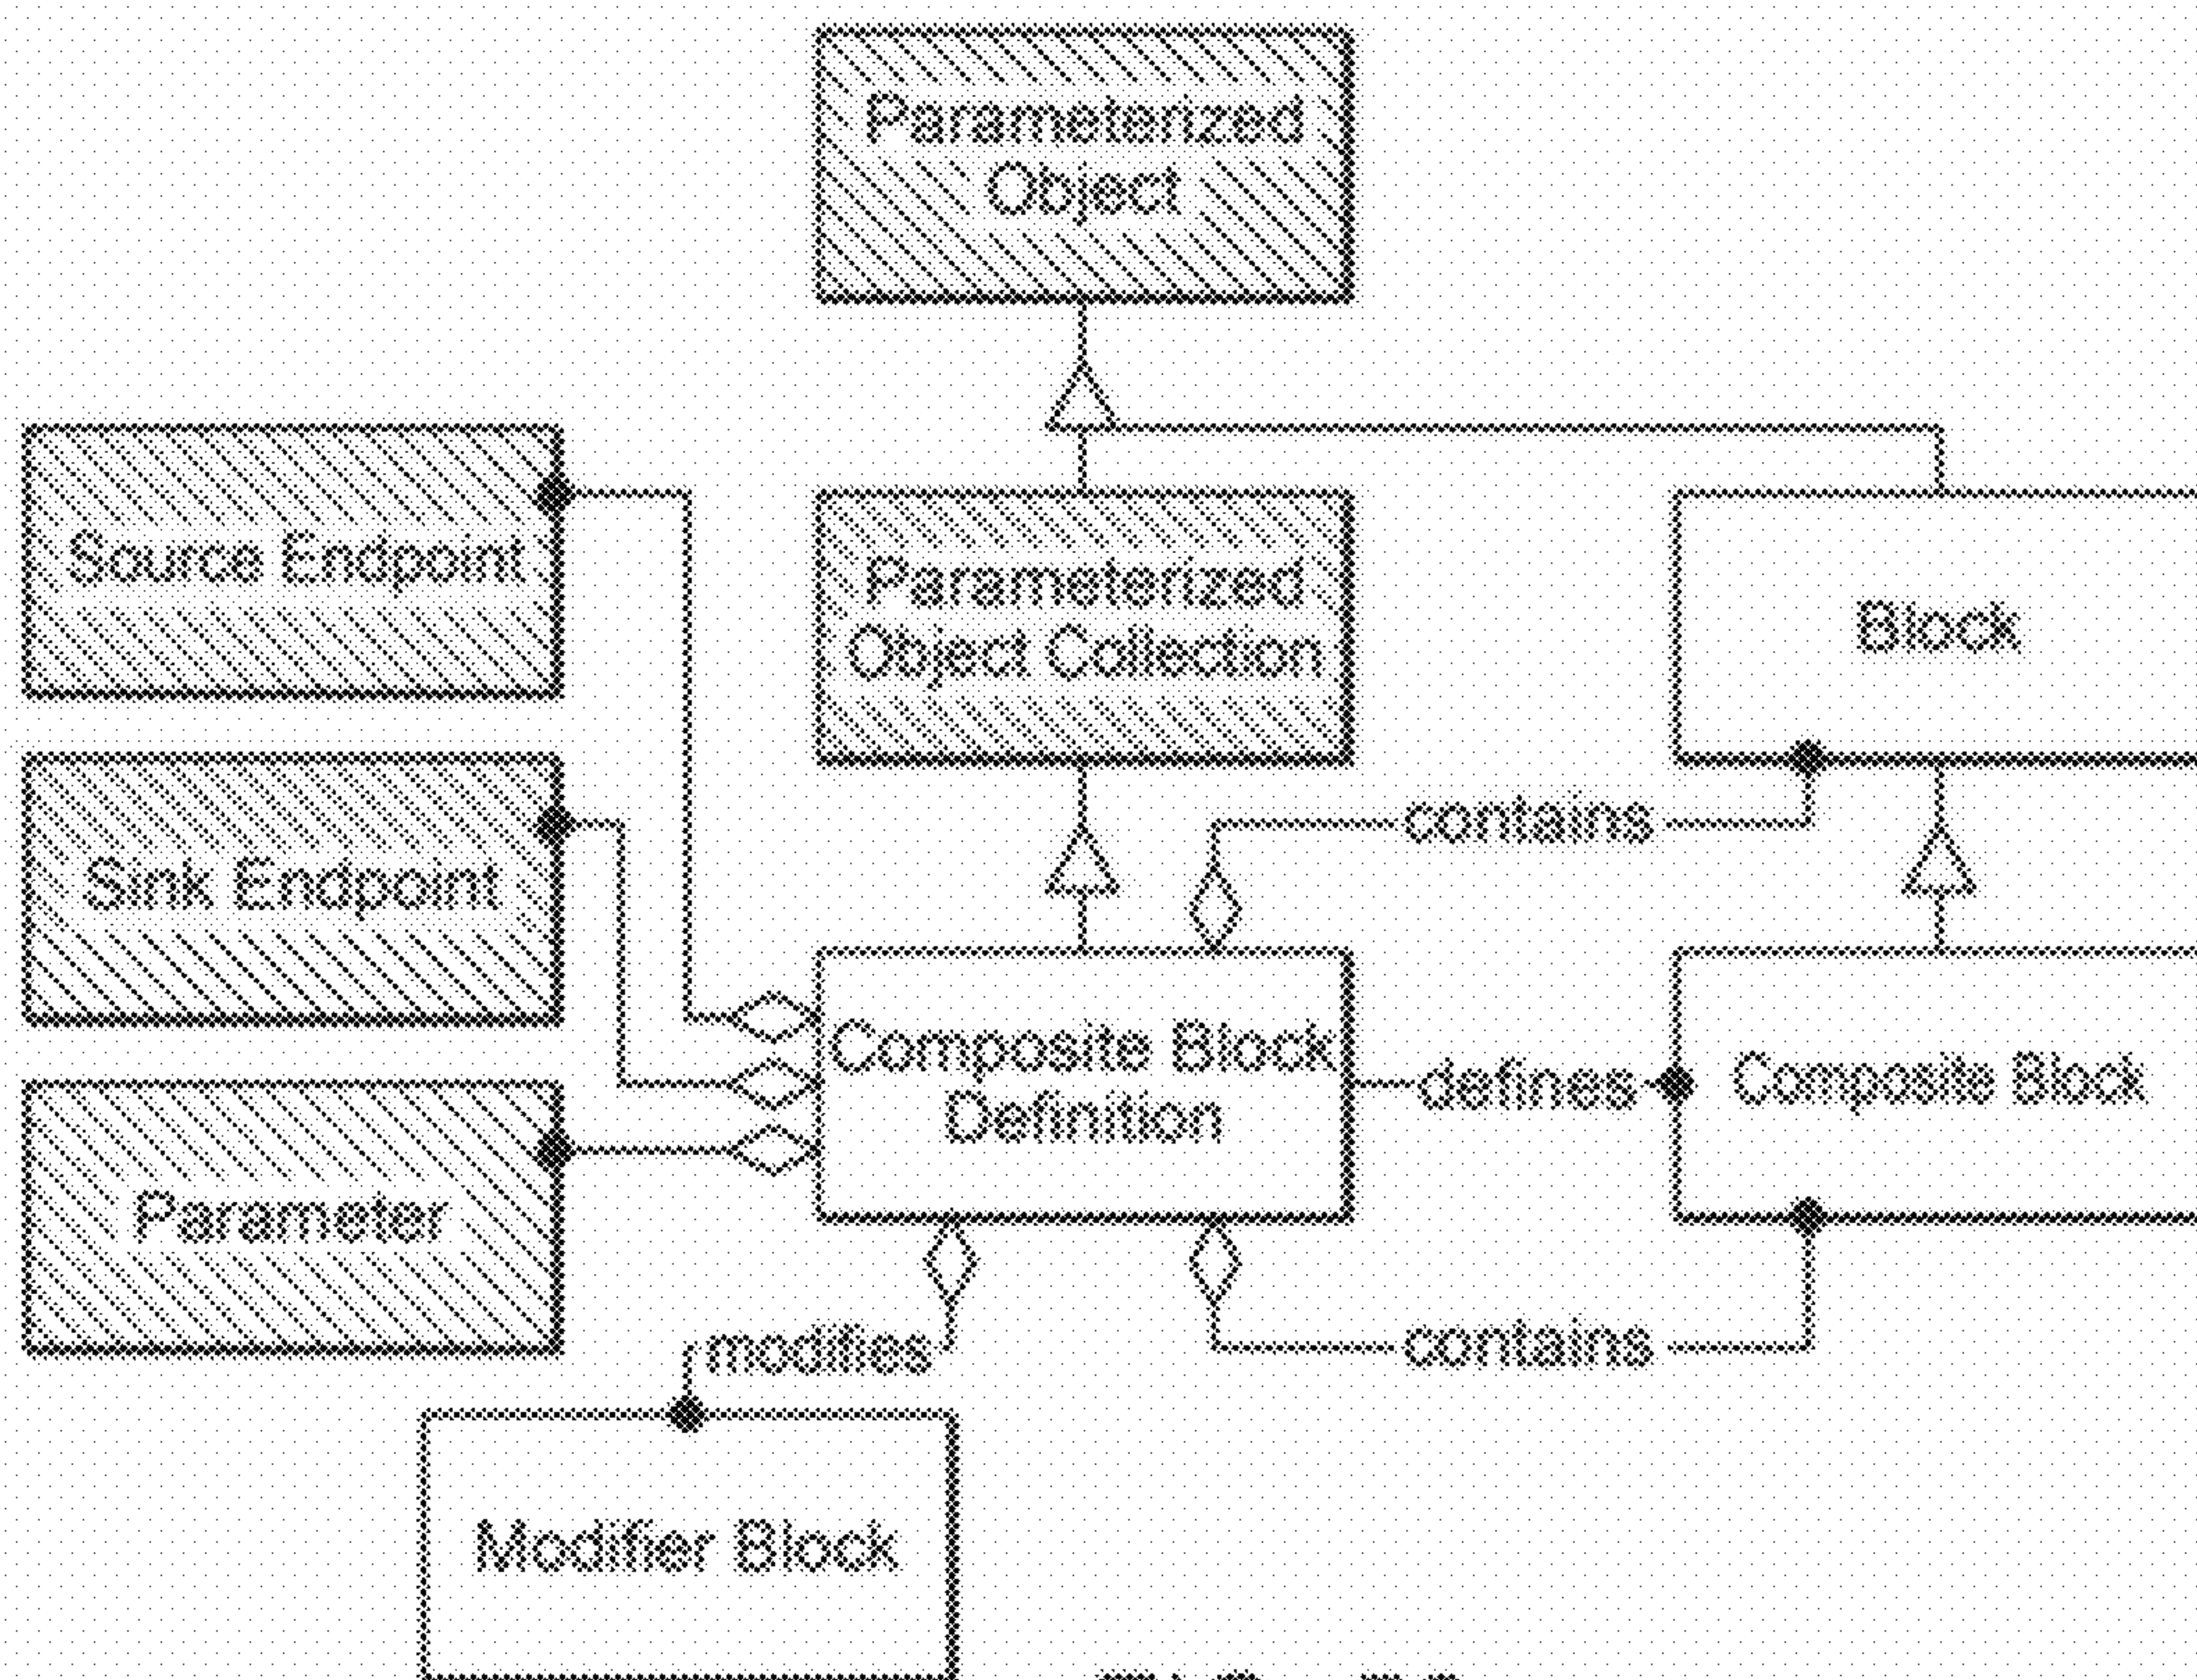 Parameterized
Object
Source Endpoint
Parameterized
Object Collection
Block
contains
Sink Endpoint
Composite Block
Definition
defines
Composite Block
Parameter
modifies
contains
Modifier Block